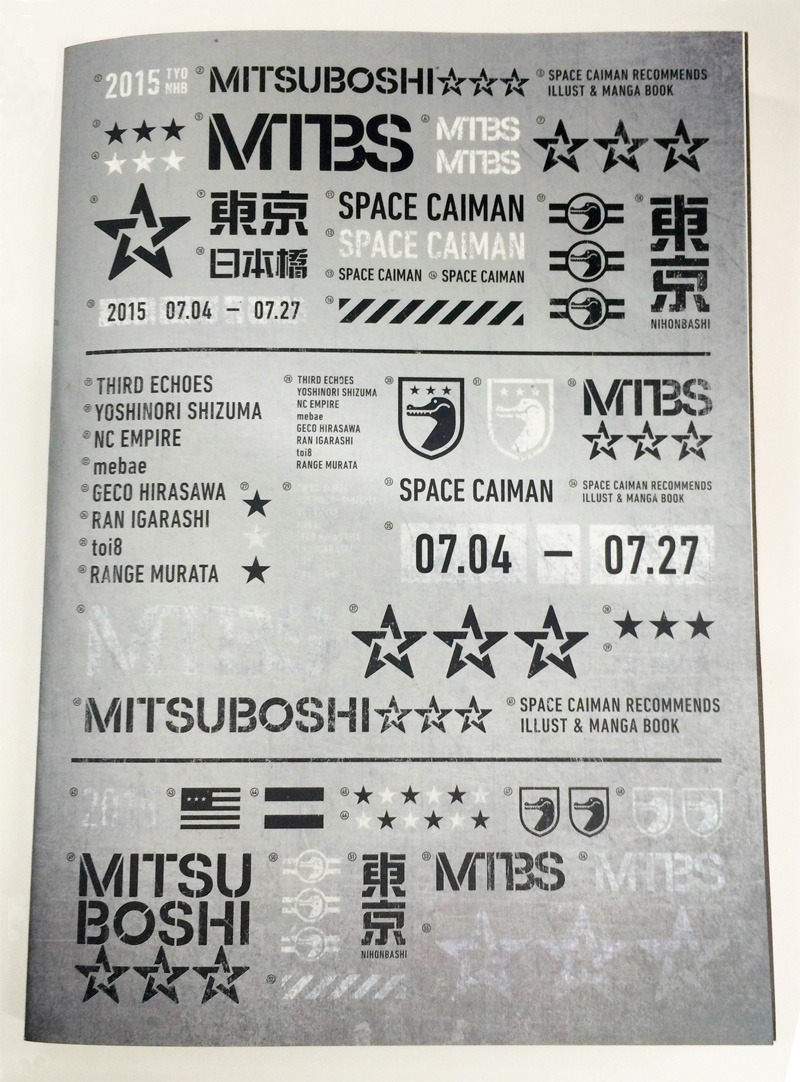 2015 TYO NHB
MITSUBOSHI
SPACE CAIMAN RECOMMENDS
ILLUST & MANGA BOOK
MTBS
MTBS
MTBS
東京
日本橋
SPACE CAIMAN
SPACE CAIMAN
SPACE CAIMAN
SPACE CAIMAN
東京
NIHONBASHI
2015 07.04 – 07.27
THIRD ECHOES
YOSHINORI SHIZUMA
NC EMPIRE
mebae
GECO HIRASAWA
RAN IGARASHI
toi8
RANGE MURATA
THIRD ECHOES
YOSHINORI SHIZUMA
NC EMPIRE
mebae
GECO HIRASAWA
RAN IGARASHI
toi8
RANGE MURATA
MTBS
SPACE CAIMAN
SPACE CAIMAN RECOMMENDS
ILLUST & MANGA BOOK
07.04 – 07.27
MTBS
MITSUBOSHI
SPACE CAIMAN RECOMMENDS
ILLUST & MANGA BOOK
2015
MITSU
BOSHI
東京
NIHONBASHI
MTBS
MTBS